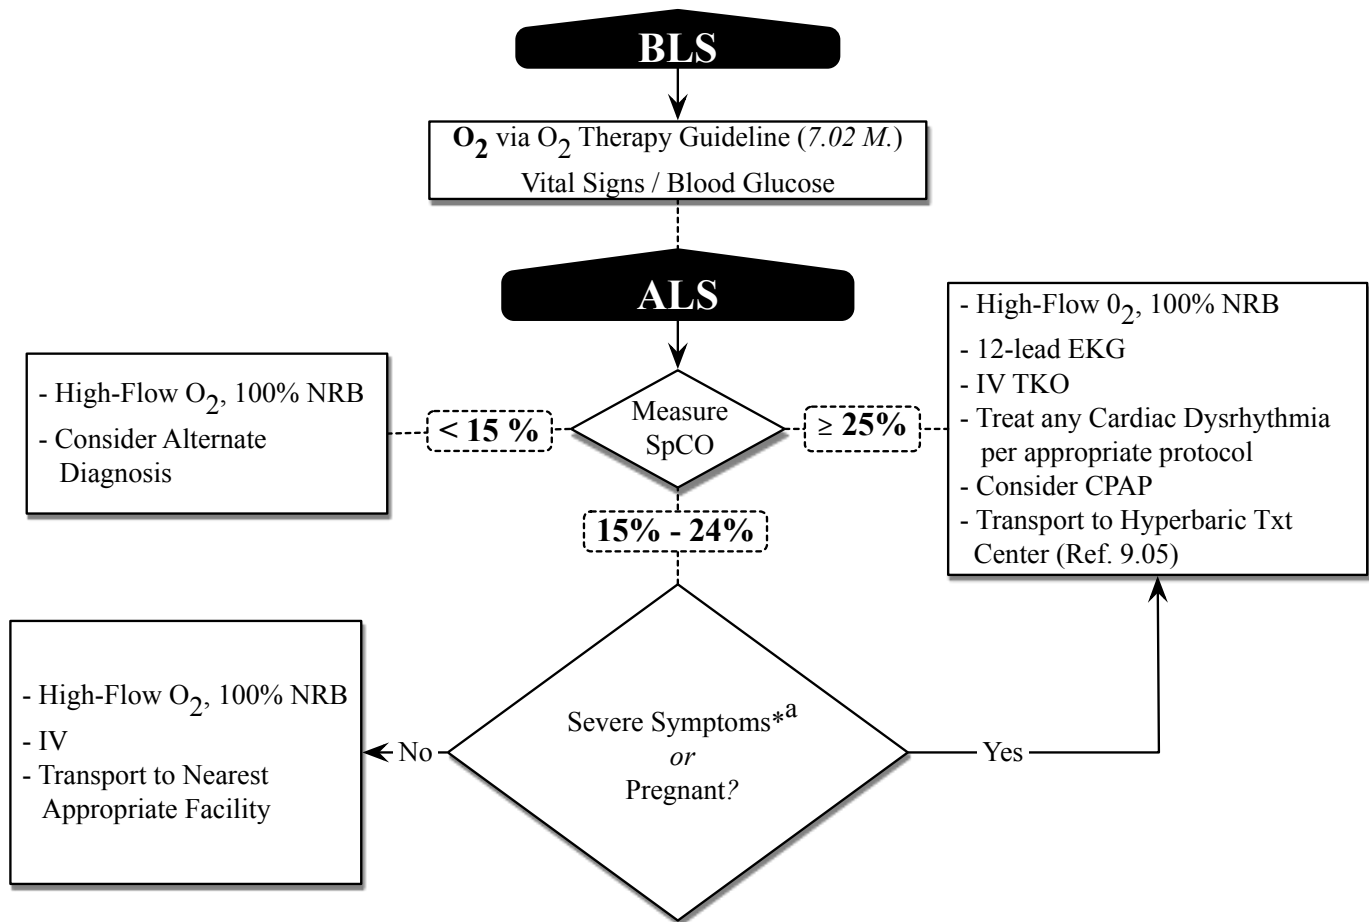 BLS
O2 via O2 Therapy Guideline (7.02 M.)
Vital Signs / Blood Glucose
ALS
Measure
SpCO
< 15 %
- High-Flow O2, 100% NRB
- Consider Alternate
Diagnosis
≥ 25%
- High-Flow 02, 100% NRB
- 12-lead EKG
- IV TKO
- Treat any Cardiac Dysrhythmia
per appropriate protocol
- Consider CPAP
- Transport to Hyperbaric Txt
Center (Ref. 9.05)
15% - 24%
Severe Symptoms*a
or
Pregnant?
No
- High-Flow O2, 100% NRB
- IV
- Transport to Nearest
Appropriate Facility
Yes